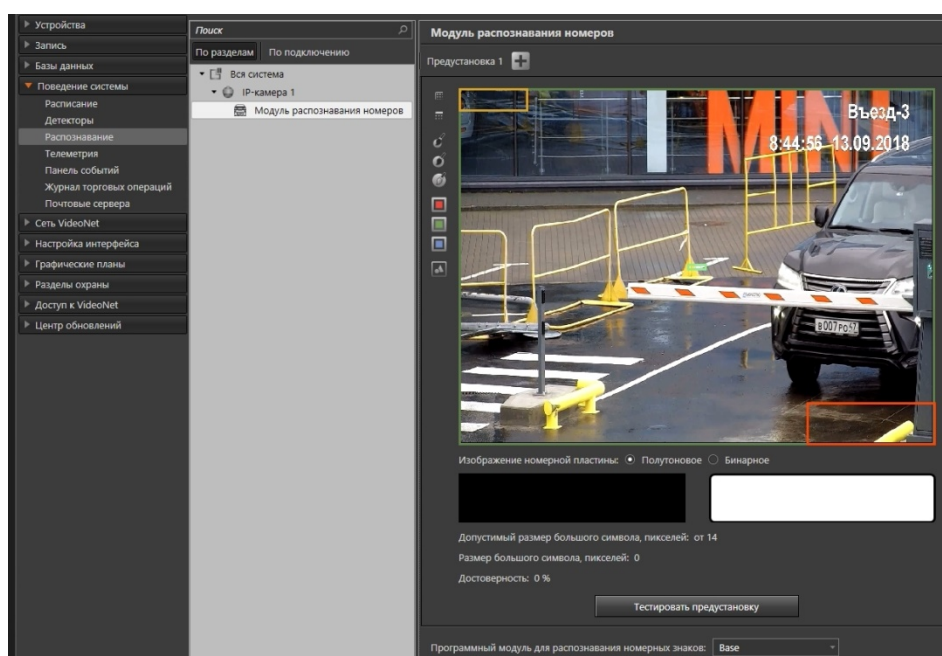 Устройства
Запись
Базы данных
Поведение системы
Расписание
Детекторы
Распознавание
Телеметрия
Панель событий
Журнал торговых операций
Почтовые сервера
Сеть VideoNet
Настройка интерфейса
Графические планы
Разделы охраны
Доступ к VideoNet
Центр обновлений
Поиск
По разделам По подключению
Вся система
IP-камера 1
Модуль распознавания номеров
Модуль распознавания номеров
Предустановка 1
MINI
Въезд-3
8:44:56 13.09.2018
В007РО47
Изображение номерной пластины: Полутоновое Бинарное
Допустимый размер большого символа, пикселей: от 14
Размер большого символа, пикселей: 0
Достоверность: 0 %
Тестировать предустановку
Программный модуль для распознавания номерных знаков: Base